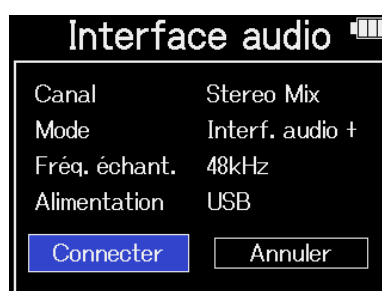 Interface audio
Canal Stereo Mix
Mode Interf. audio +
Fréq. échant. 48kHz
Alimentation USB
Connecter Annuler